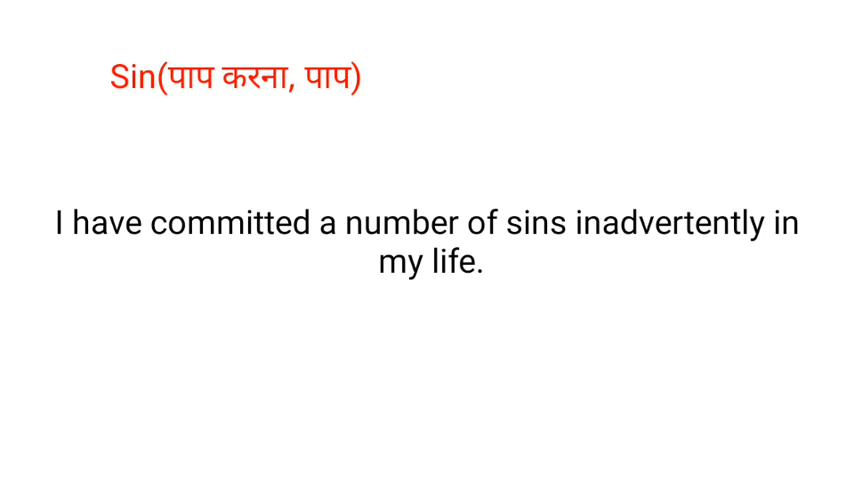 Sin(पाप करना, पाप)
I have committed a number of sins inadvertently in
my life.